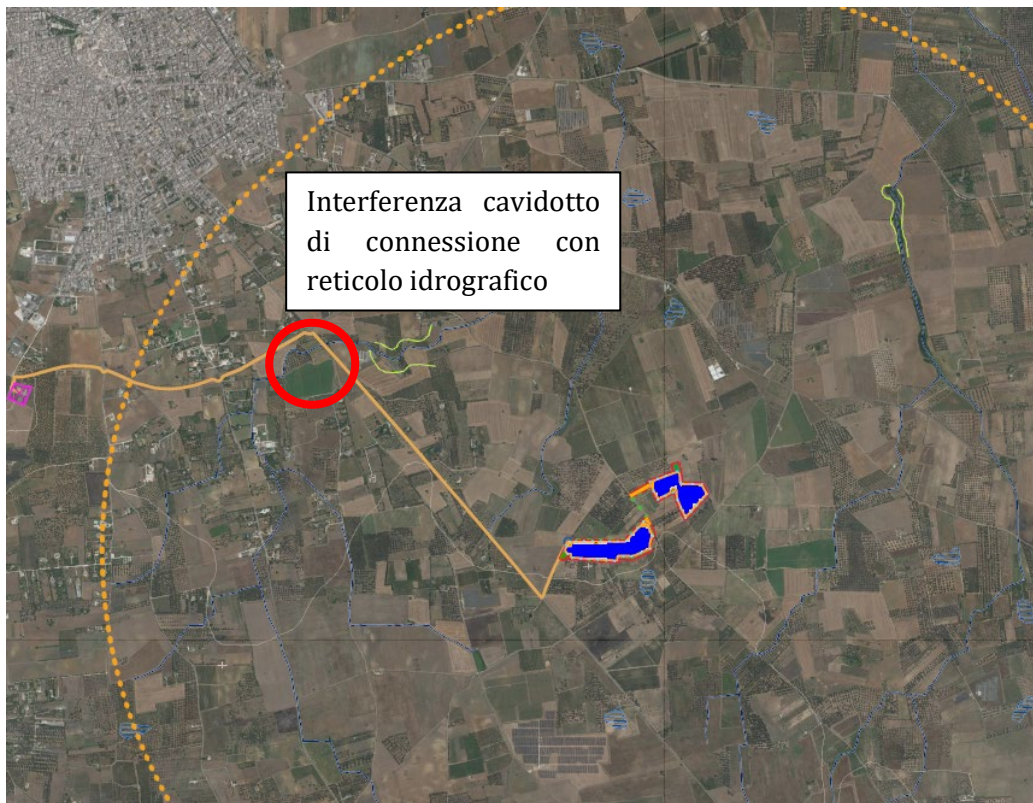 Interferenza cavidotto
di connessione con
reticolo idrografico